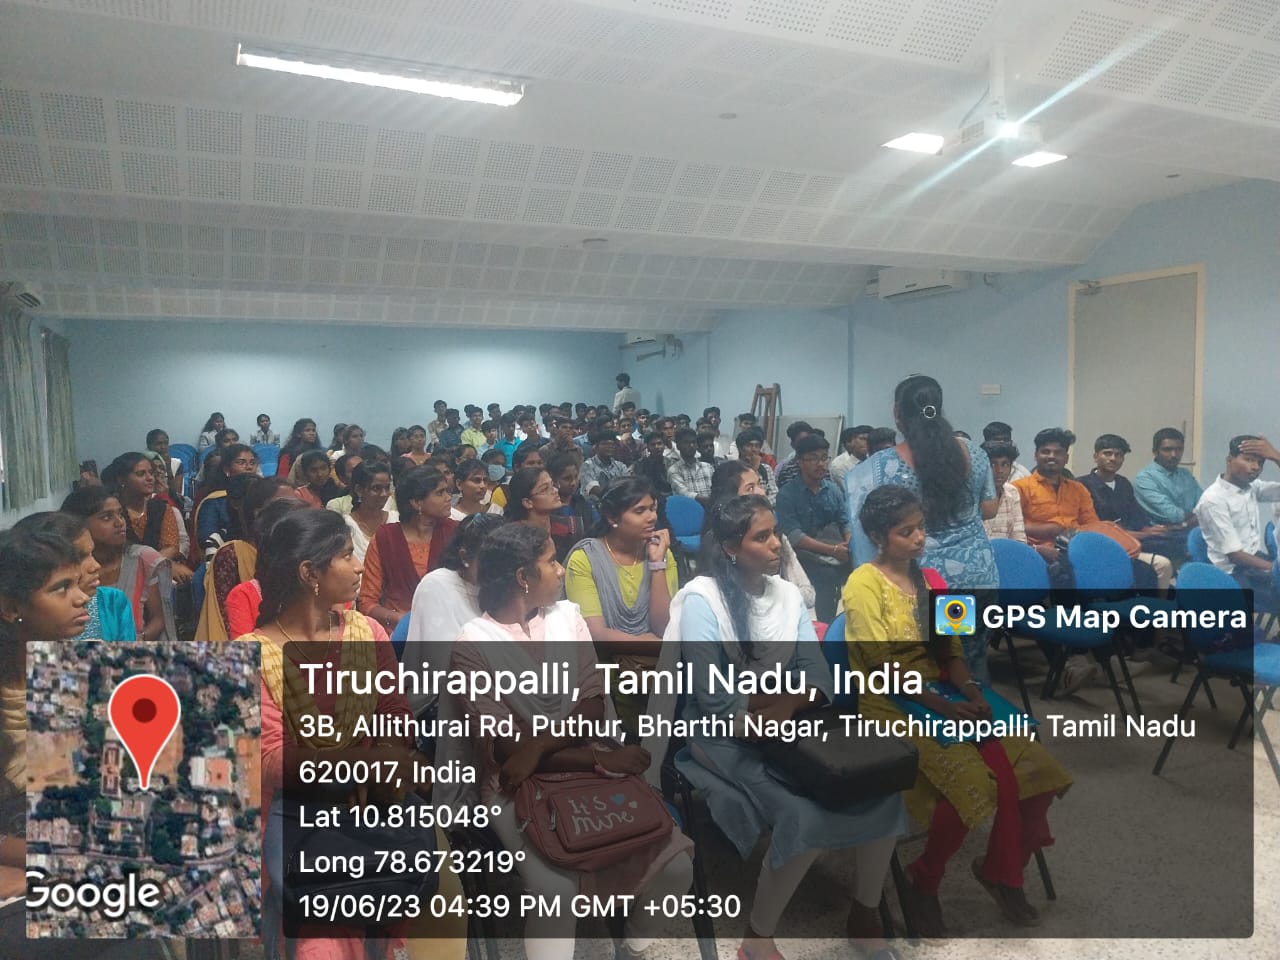 GPS Map Camera
Tiruchirappalli, Tamil Nadu, India
3B, Allithurai Rd, Puthur, Bharthi Nagar, Tiruchirappalli, Tamil Nadu
620017, India
Lat 10.815048°
Long 78.673219°
19/06/23 04:39 PM GMT +05:30
Google
It's
mine